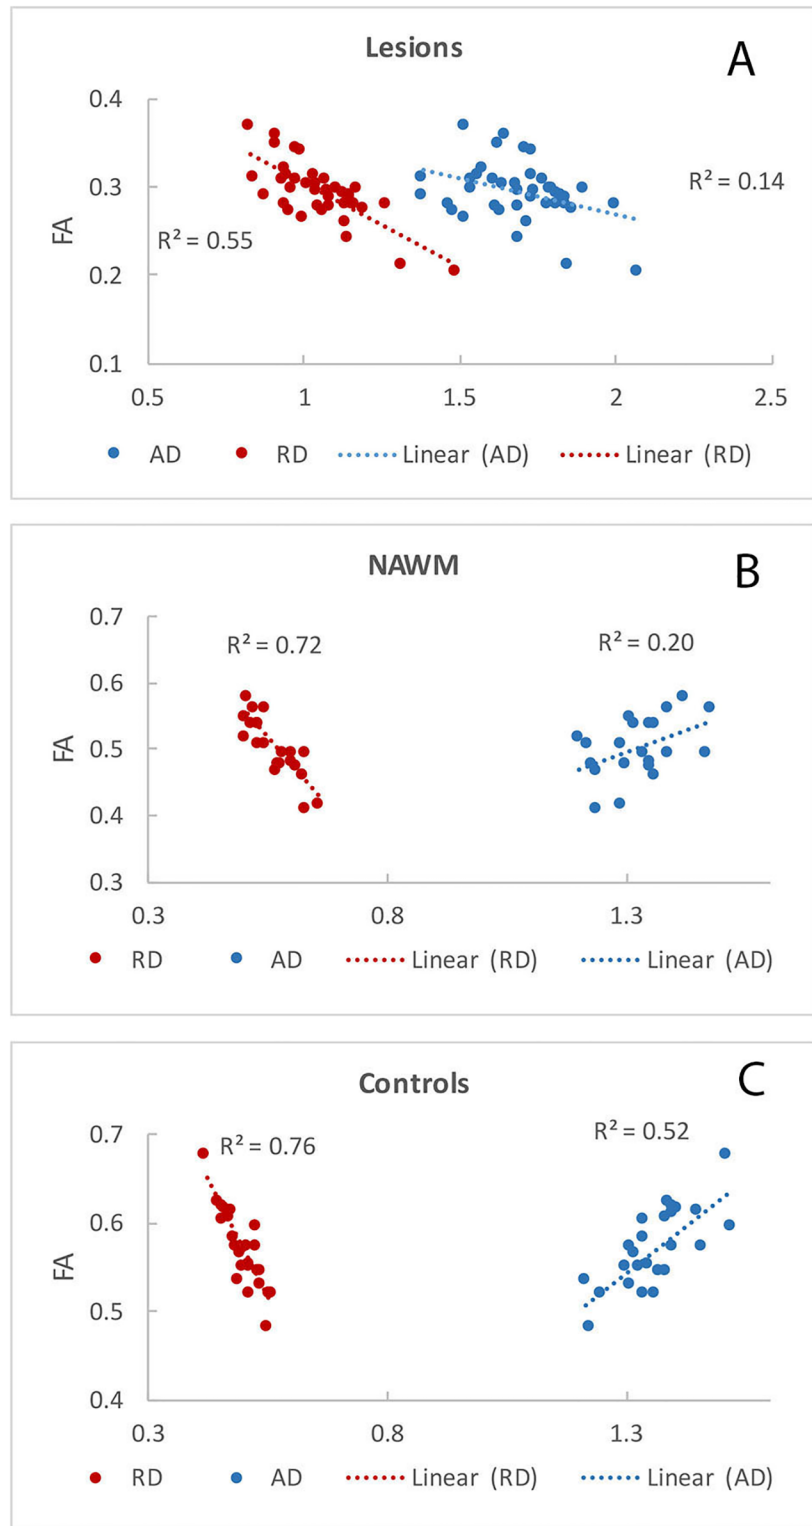 Lesions
A
0.4
0.3
0.2
0.1
FA
R² = 0.55
R² = 0.14
0.5 1 1.5 2 2.5
AD RD Linear (AD) Linear (RD)
NAWM
B
0.7
0.6
0.5
0.4
0.3
FA
R² = 0.72
R² = 0.20
0.3 0.8 1.3
RD AD Linear (RD) Linear (AD)
Controls
C
0.7
0.6
0.5
0.4
FA
R² = 0.76
R² = 0.52
0.3 0.8 1.3
RD AD Linear (RD) Linear (AD)